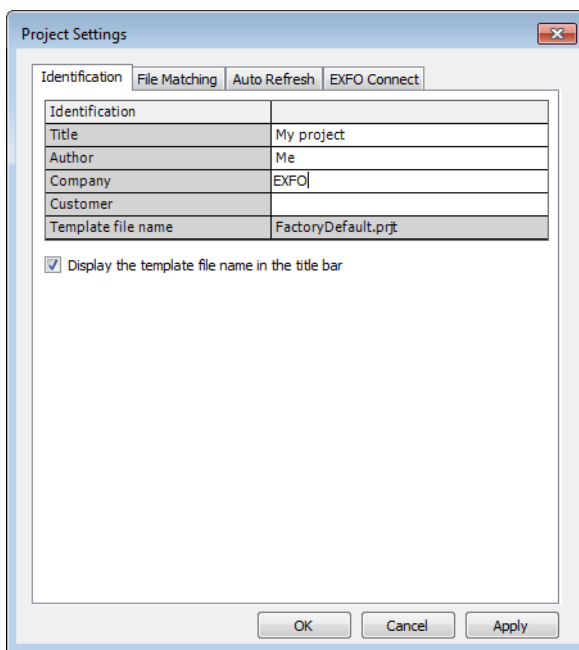 Project Settings
Identification File Matching Auto Refresh EXFO Connect
Identification
Title My project
Author Me
Company EXFO
Customer
Template file name FactoryDefault.prjt
Display the template file name in the title bar
OK Cancel Apply